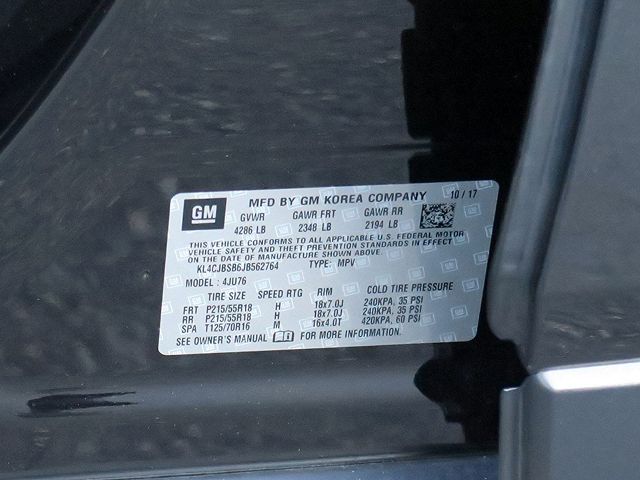 GM
MFD BY GM KOREA COMPANY 10 / 17
GVWR GAWR FRT GAWR RR
4286 LB 2348 LB 2194 LB
THIS VEHICLE CONFORMS TO ALL APPLICABLE U.S. FEDERAL MOTOR
VEHICLE SAFETY AND THEFT PREVENTION STANDARDS IN EFFECT
ON THE DATE OF MANUFACTURE SHOWN ABOVE.
KL4CJBSB6JB562764 TYPE: MPV
MODEL : 4JU76
TIRE SIZE SPEED RTG RIM COLD TIRE PRESSURE
FRT P215/55R18 H 18x7.0J 240KPA, 35 PSI
RR P215/55R18 H 18x7.0J 240KPA, 35 PSI
SPA T125/70R16 M 16x4.0T 420KPA, 60 PSI
SEE OWNER'S MANUAL FOR MORE INFORMATION.